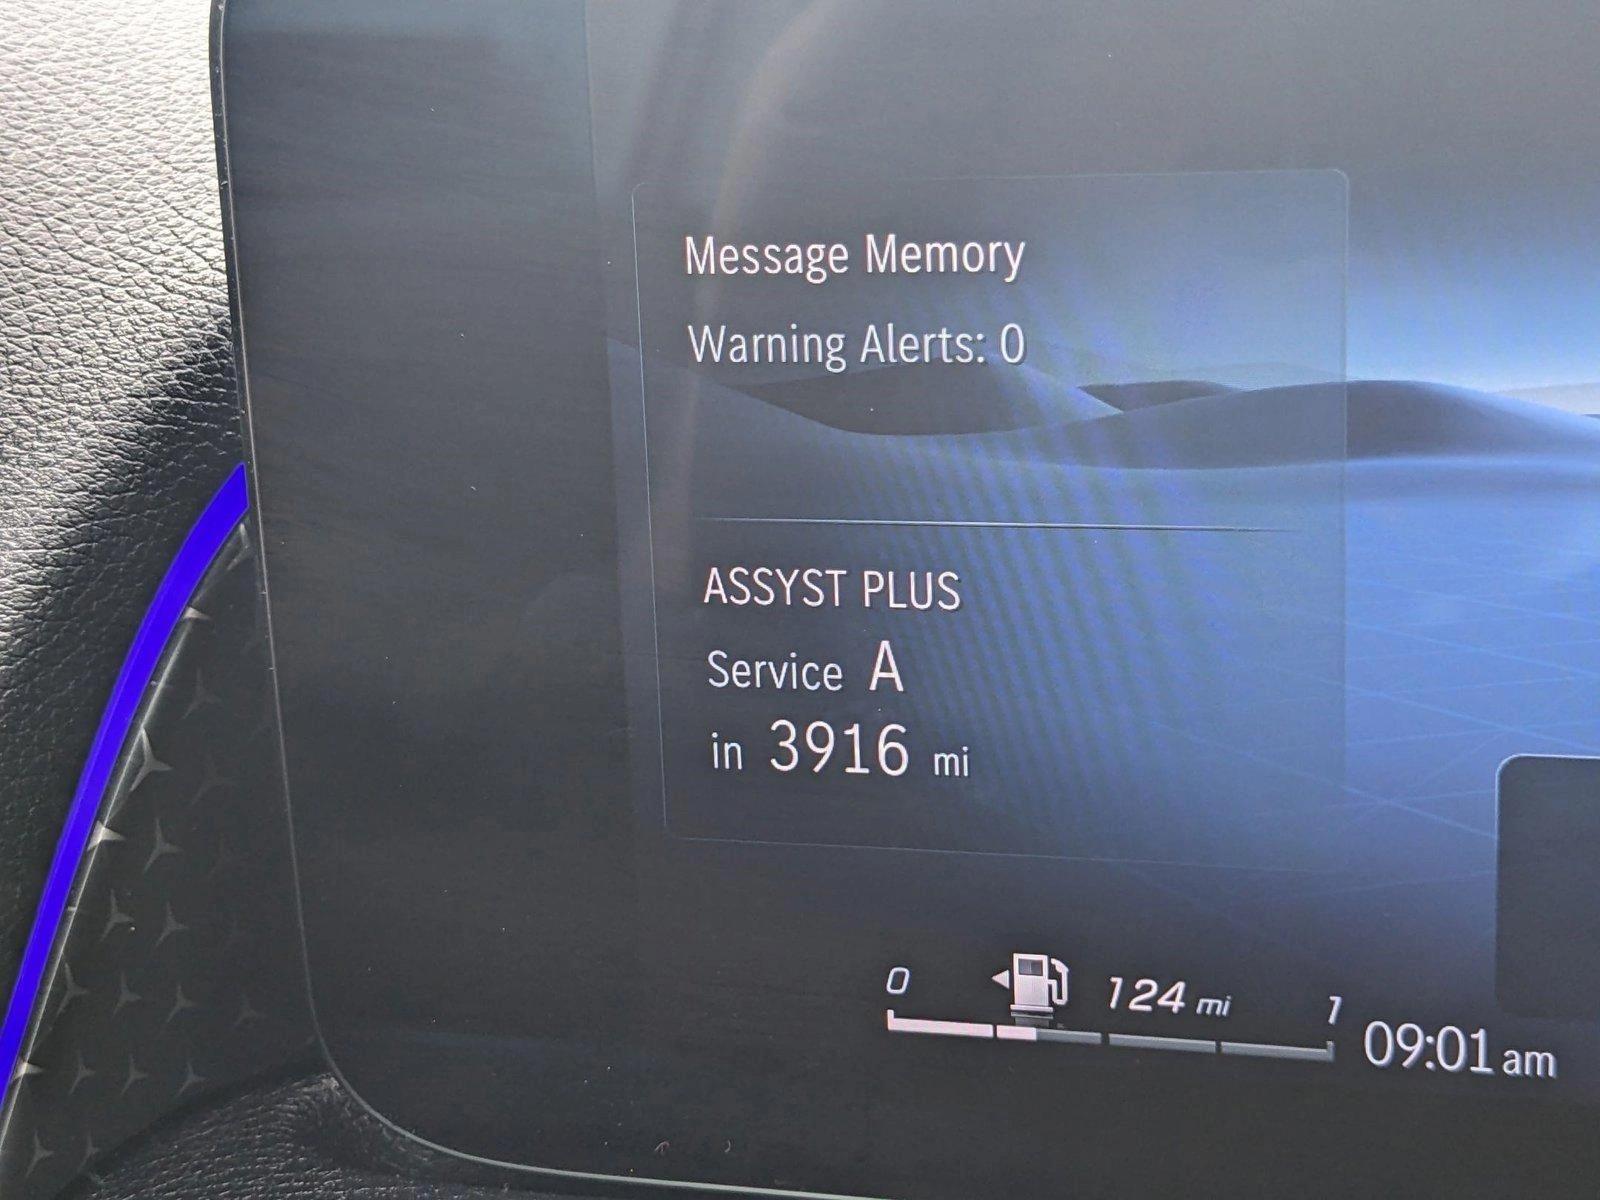 Message Memory
Warning Alerts: 0
ASSYST PLUS
Service A
in 3916 mi
0 124 mi 1
09:01 am